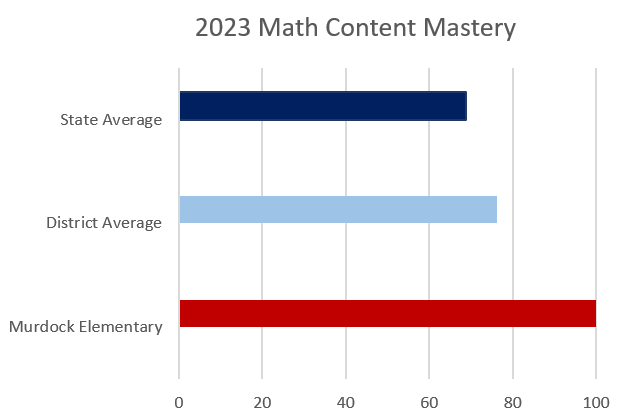 2023 Math Content Mastery
State Average
District Average
Murdock Elementary
0 20 40 60 80 100